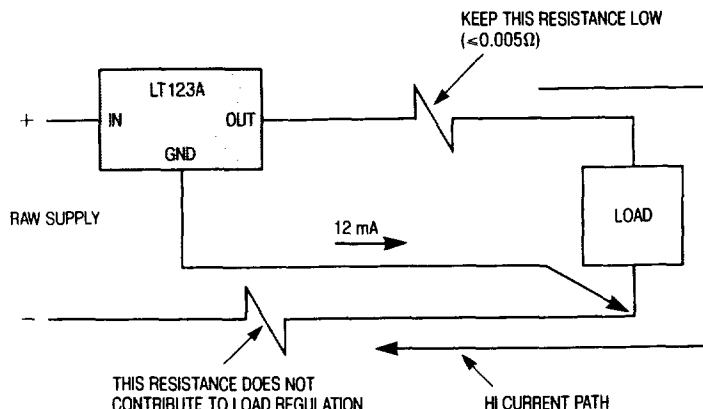 KEEP THIS RESISTANCE LOW
(≤0.005Ω)
LT123A
+
IN
OUT
GND
RAW SUPPLY
LOAD
12 mA
−
THIS RESISTANCE DOES NOT
CONTRIBUTE TO LOAD REGULATION
HI CURRENT PATH